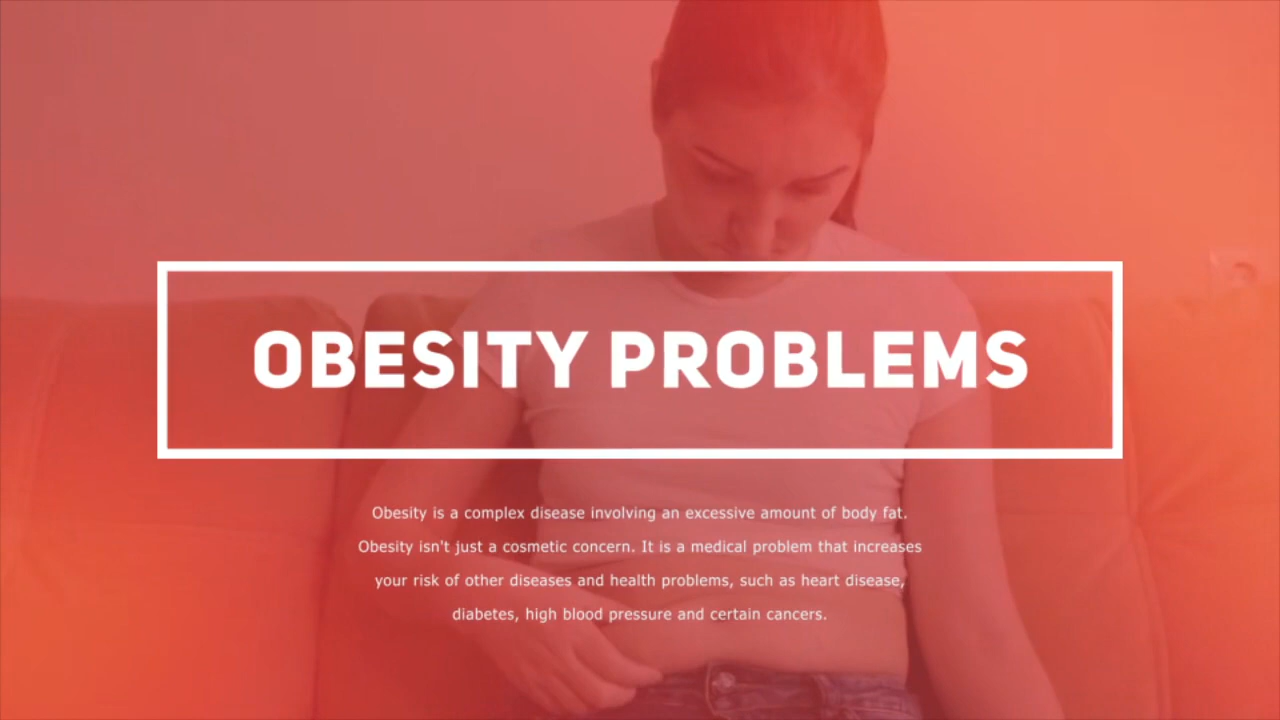 OBESITY PROBLEMS
Obesity is a complex disease involving an excessive amount of body fat.
Obesity isn't just a cosmetic concern. It is a medical problem that increases
your risk of other diseases and health problems, such as heart disease,
diabetes, high blood pressure and certain cancers.